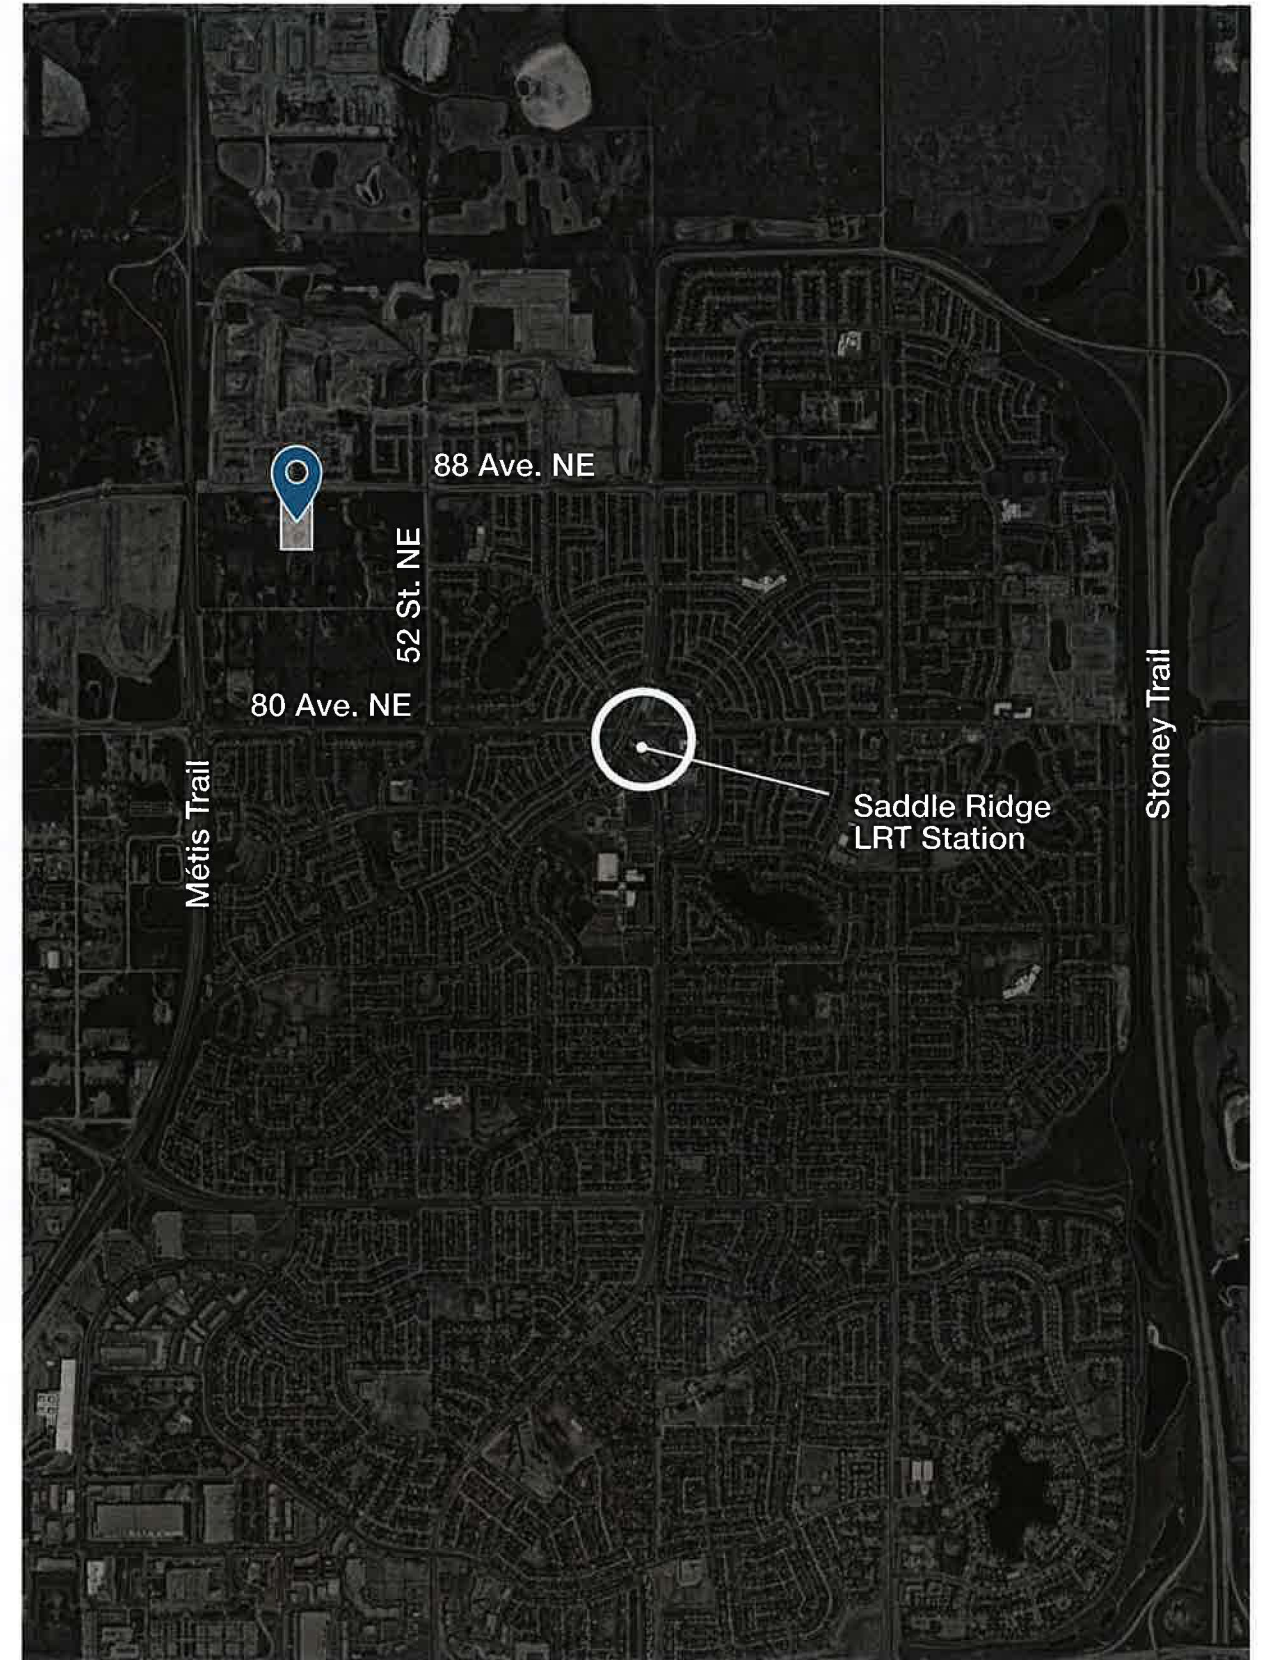 88 Ave. NE
52 St. NE
80 Ave. NE
Stoney Trail
Métis Trail
Saddle Ridge
LRT Station